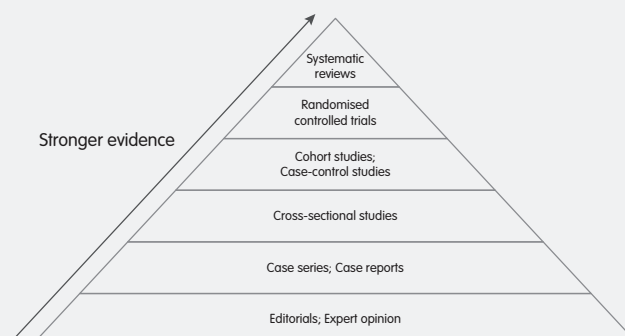 Systematic
reviews
Randomised
controlled trials
Stronger evidence
Cohort studies;
Case-control studies
Cross-sectional studies
Case series; Case reports
Editorials; Expert opinion